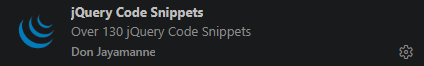 jQuery Code Snippets
Over 130 jQuery Code Snippets
Don Jayamanne